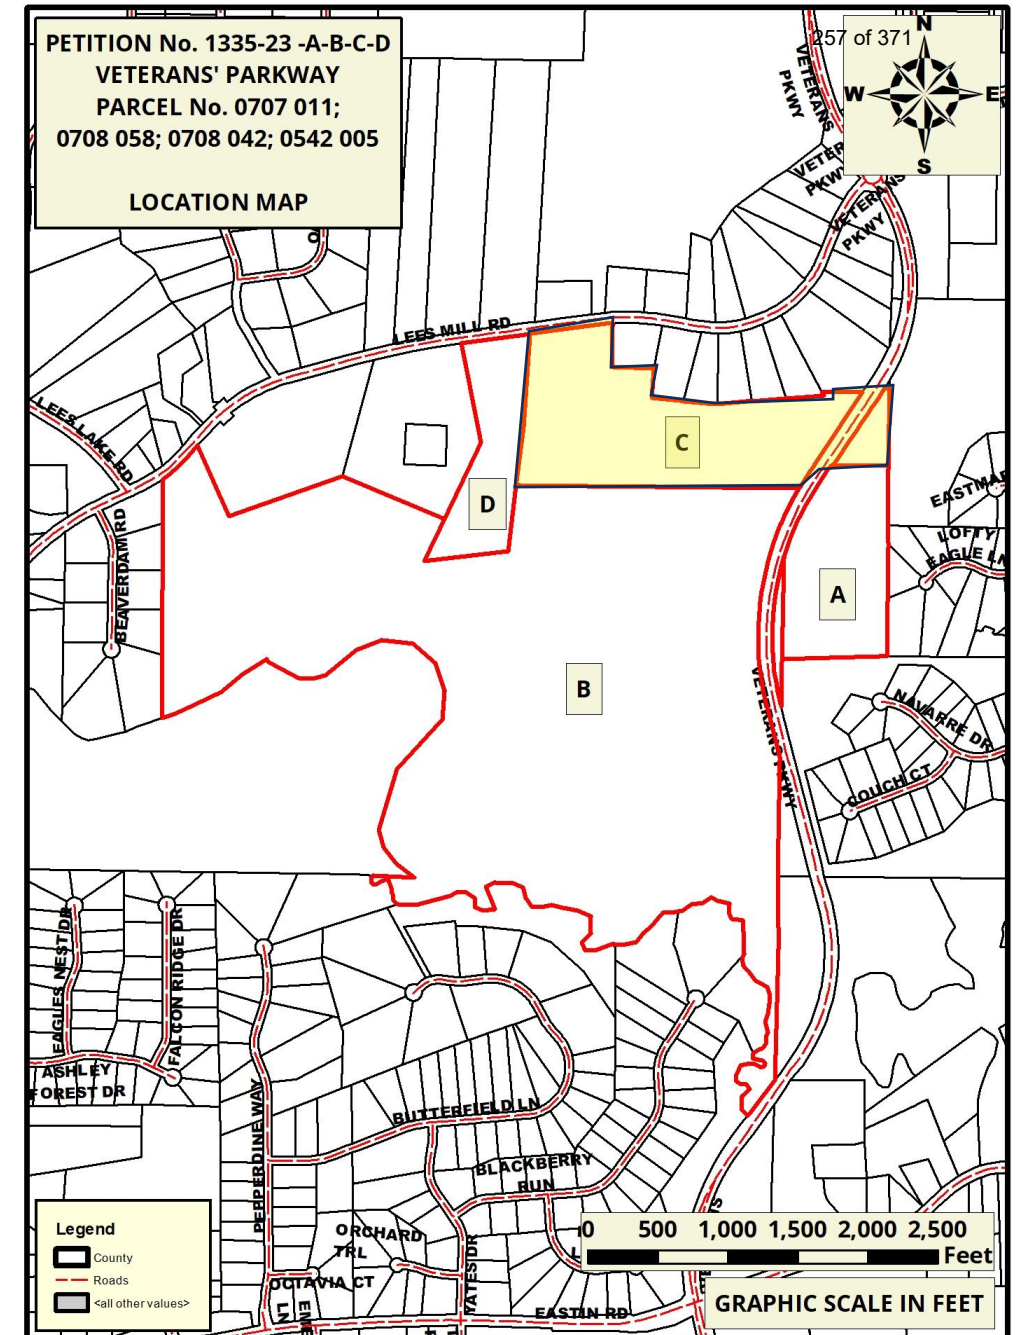 PETITION No. 1335-23 -A-B-C-D
VETERANS' PARKWAY
PARCEL No. 0707 011;
0708 058; 0708 042; 0542 005
LOCATION MAP
257 of 371
N
W
E
S
VETERANS
PKWY
PKWY
VETERANS
PKWY
LEES MILL RD
LEES LAKE RD
BEAVERDAM RD
C
D
A
B
LOFTY
EAGLE LN
VETERANS PKWY
NAVARRE DR
COUCH CT
EAGLES NEST DR
FALCON RIDGE DR
ASHLEY
FOREST DR
PEPPERDINE WAY
BUTTERFIELD LN
BLACKBERRY
RUN
ORCHARD
TRL
OCTAVIA CT
LN
YATES DR
EASTIN RD
Legend
County
Roads
<all other values>
0 500 1,000 1,500 2,000 2,500
Feet
GRAPHIC SCALE IN FEET